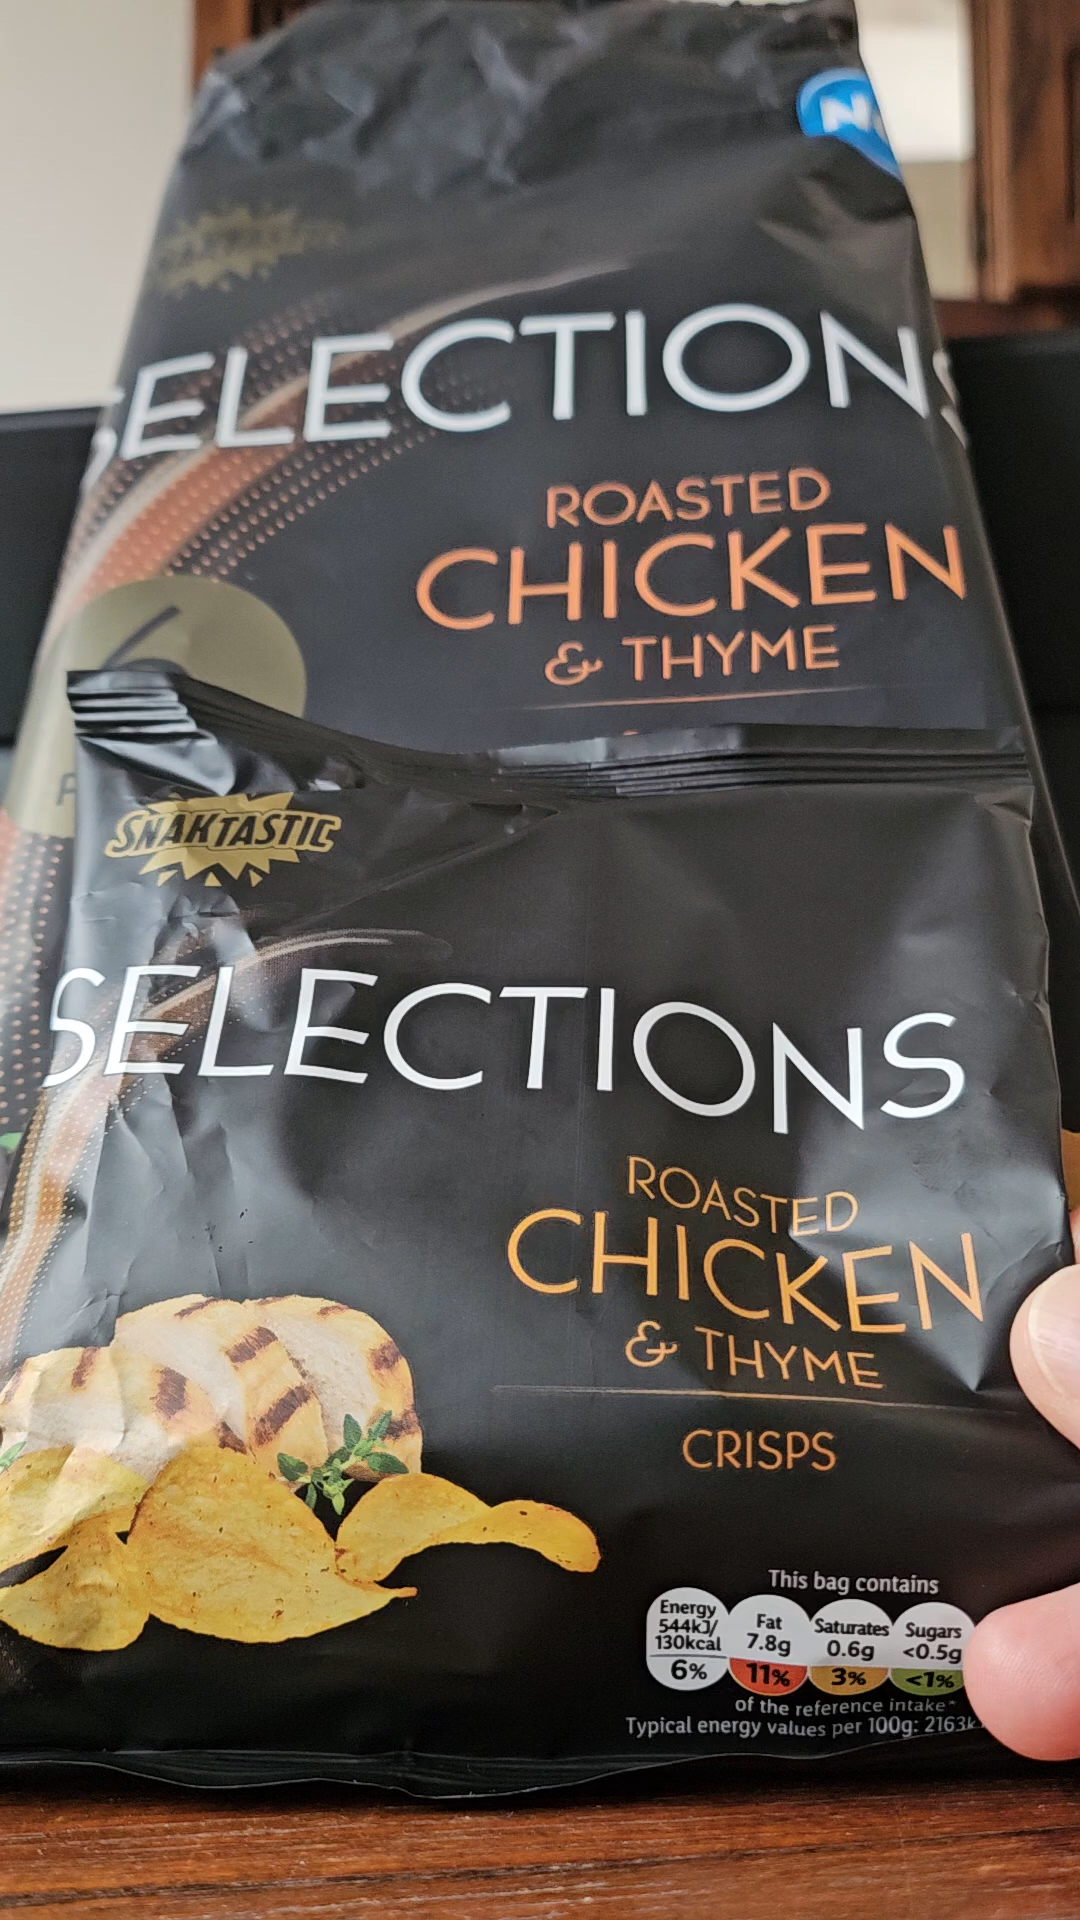 SELECTIONS
ROASTED
CHICKEN
& THYME
6
SNAKTASTIC
SELECTIONS
ROASTED
CHICKEN
& THYME
CRISPS
This bag contains
Energy
544kJ/
130kcal
6%
Fat
7.8g
11%
Saturates
0.6g
3%
Sugars
<0.5g
<1%
of the reference intake*
Typical energy values per 100g: 2163k